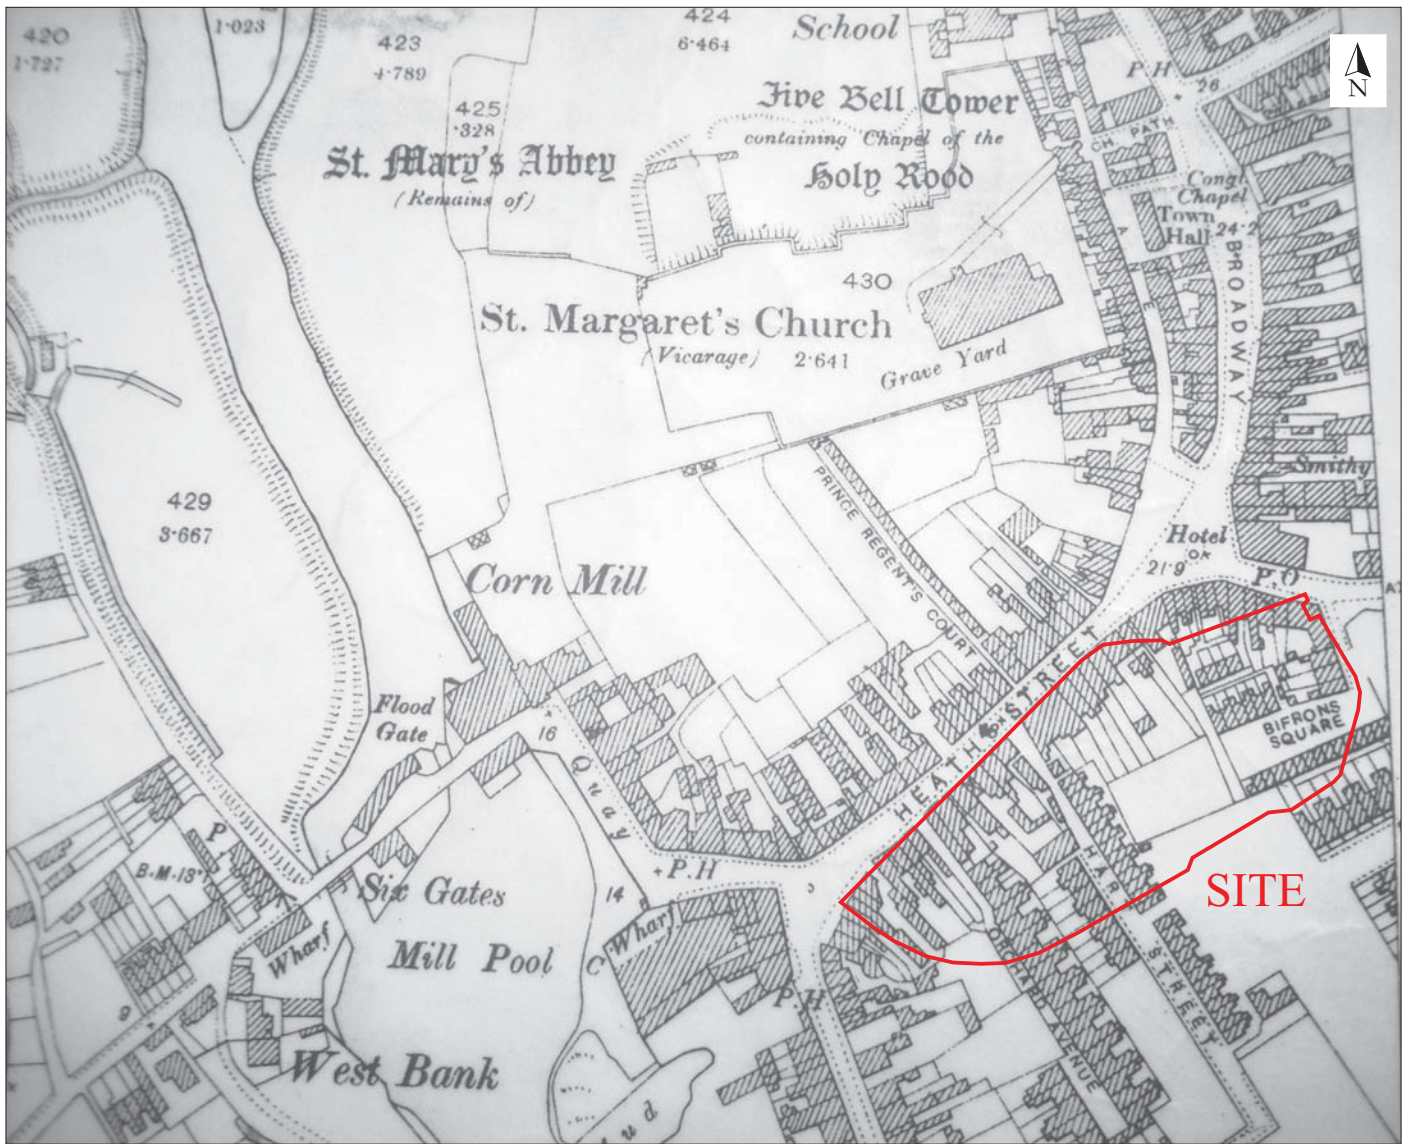 420
1·727
1·023
423
4·789
424
6·464
School
425
·328
Five Bell Tower
containing Chapel of the
Holy Rood
St. Mary's Abbey
(Remains of)
P.H
26
N
CH. PATH
Congl.
Chapel
Town
Hall
24·2
BROADWAY
LANE
430
St. Margaret's Church
(Vicarage)
2·641
Grave Yard
429
3·667
PRINCE REGENT'S COURT
Smithy
Hotel
21·9
P.O
Corn Mill
HEATH STREET
BIFRONS
SQUARE
Flood
Gate
16
Quay
P.H
14
Wharf
HART STREET
SITE
P.
B.M.13·
Six Gates
Wharf
Mill Pool
C
ORCHARD AVENUE
P.H
9
West Bank